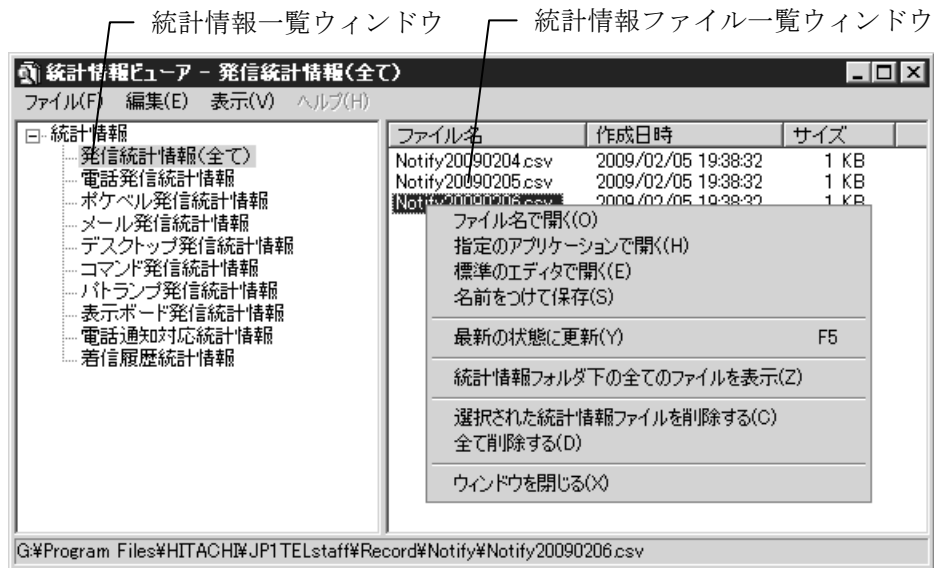 統計情報一覧ウィンドウ 統計情報ファイル一覧ウィンドウ
統計情報ビューア - 発信統計情報(全て)
ファイル(F) 編集(E) 表示(V) ヘルプ(H)
統計情報
発信統計情報(全て)
電話発信統計情報
ポケベル発信統計情報
メール発信統計情報
デスクトップ発信統計情報
コマンド発信統計情報
パトランプ発信統計情報
表示ボード発信統計情報
電話通知対応統計情報
着信履歴統計情報
ファイル名 作成日時 サイズ
Notify20090204.csv 2009/02/05 19:38:32 1 KB
Notify20090205.csv 2009/02/05 19:38:32 1 KB
Notify20090206.csv 2009/02/05 19:38:32 1 KB
ファイル名で開く(O)
指定のアプリケーションで開く(H)
標準のエディタで開く(E)
名前をつけて保存(S)
最新の状態に更新(Y) F5
統計情報フォルダ下の全てのファイルを表示(Z)
選択された統計情報ファイルを削除する(C)
全て削除する(D)
ウィンドウを閉じる(X)
G:¥Program Files¥HITACHI¥JP1TELstaff¥Record¥Notify¥Notify20090206.csv